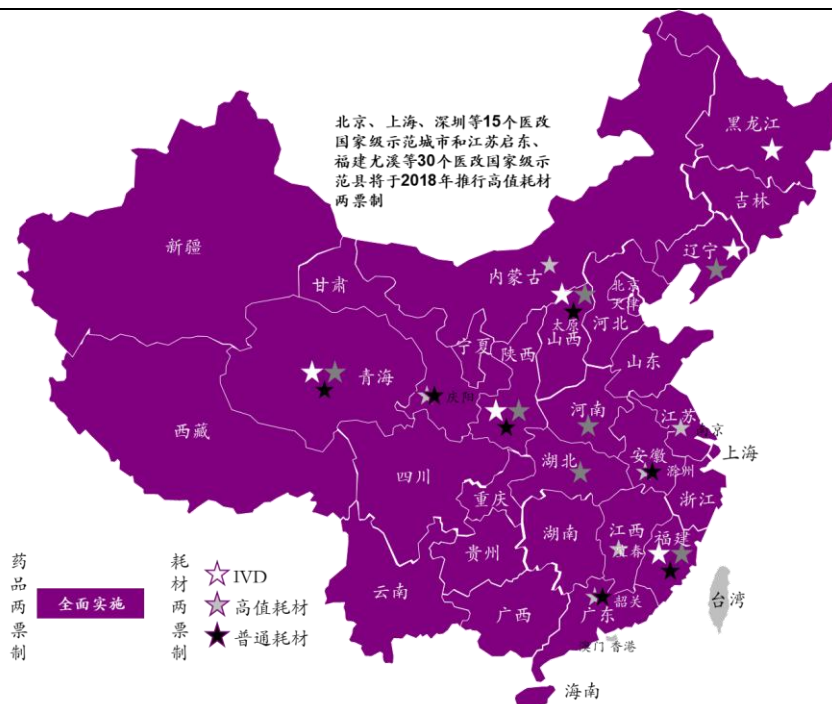 北京、上海、深圳等15个医改
国家级示范城市和江苏启东、
福建尤溪等30个医改国家级示
范县将于2018年推行高值耗材
两票制
黑龙江
吉林
辽宁
新疆
内蒙古
甘肃
北京
天津
太原
河北
山西
宁夏
陕西
山东
青海
庆阳
西藏
河南
江苏
上海
安徽
滁州
湖北
四川
重庆
浙江
湖南
江西
宜春
福建
贵州
云南
广西
广东
韶关
台湾
澳门 香港
海南
药品两票制
全面实施
耗材两票制
IVD
高值耗材
普通耗材